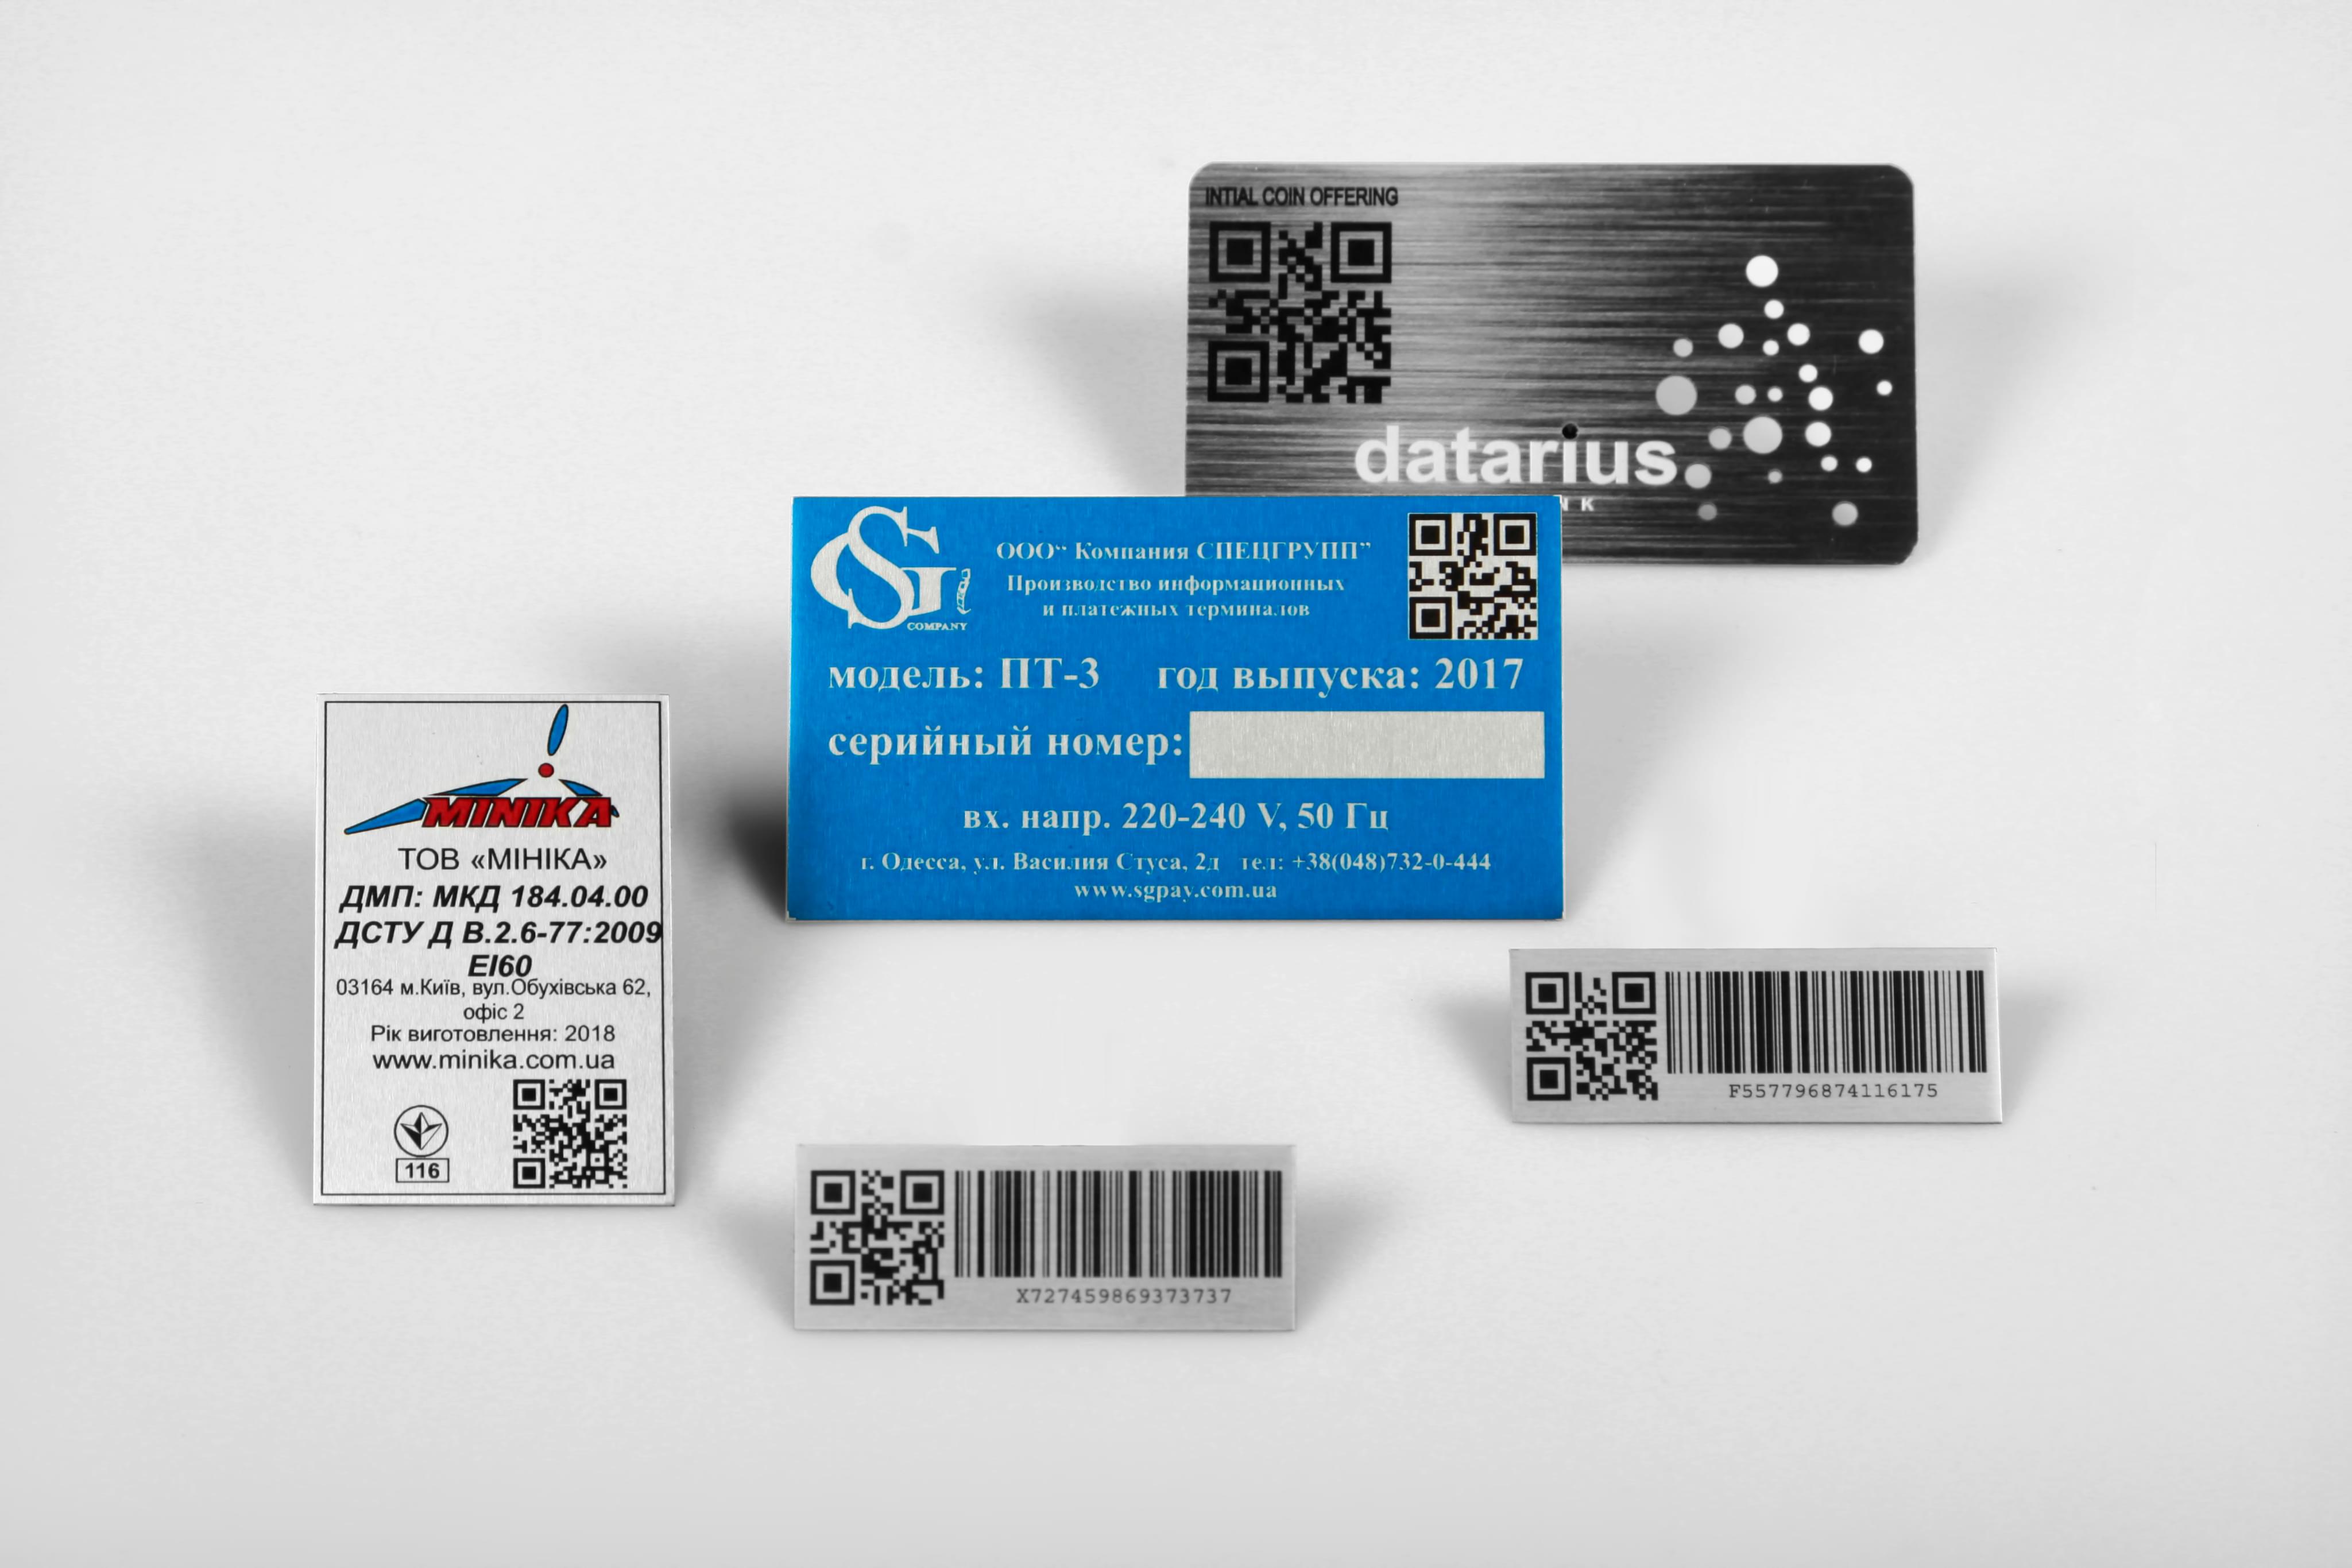 INTIAL COIN OFFERING
datarius
NK
SG
COMPANY
ООО“ Компания СПЕЦГРУПП”
Производство информационных
и платежных терминалов
модель: ПТ-3 год выпуска: 2017
серийный номер:
вх. напр. 220-240 V, 50 Гц
г. Одесса, ул. Василия Стуса, 2д тел: +38(048)732-0-444
www.sgpay.com.ua
MINIKA
ТОВ «МІНІКА»
ДМП: МКД 184.04.00
ДСТУ Д В.2.6-77:2009
EI60
03164 м.Київ, вул.Обухівська 62,
офіс 2
Рік виготовлення: 2018
www.minika.com.ua
116
F557796874116175
X727459869373737